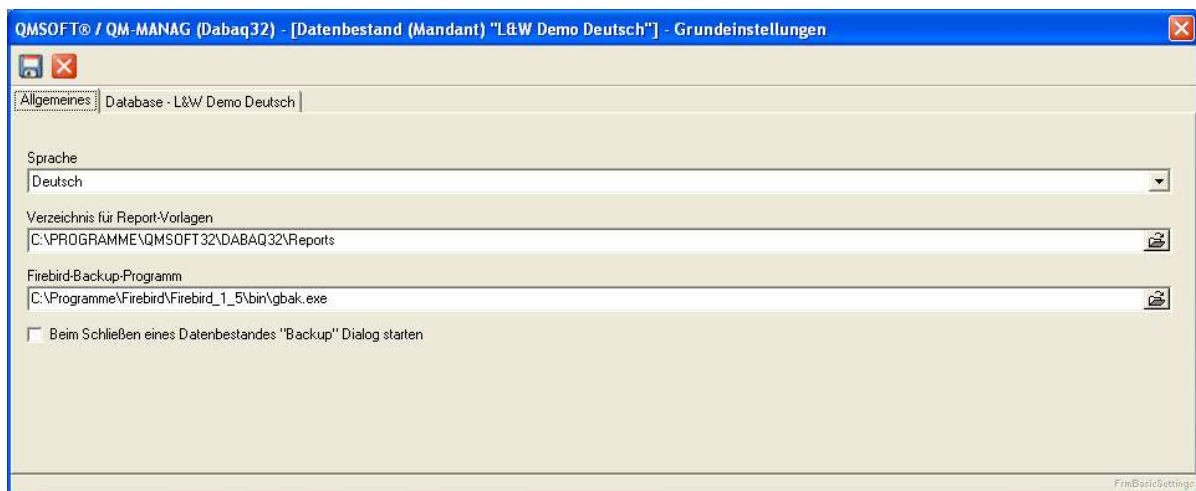 QMSOFT® / QM-MANAG (Dabaq32) - [Datenbestand (Mandant) "L&W Demo Deutsch"] - Grundeinstellungen
Allgemeines Database - L&W Demo Deutsch
Sprache
Deutsch
Verzeichnis für Report-Vorlagen
C:\PROGRAMME\QMSOFT32\DABAQ32\Reports
Firebird-Backup-Programm
C:\Programme\Firebird\Firebird_1_5\bin\gbak.exe
Beim Schließen eines Datenbestandes "Backup" Dialog starten
FrmBasicSettings